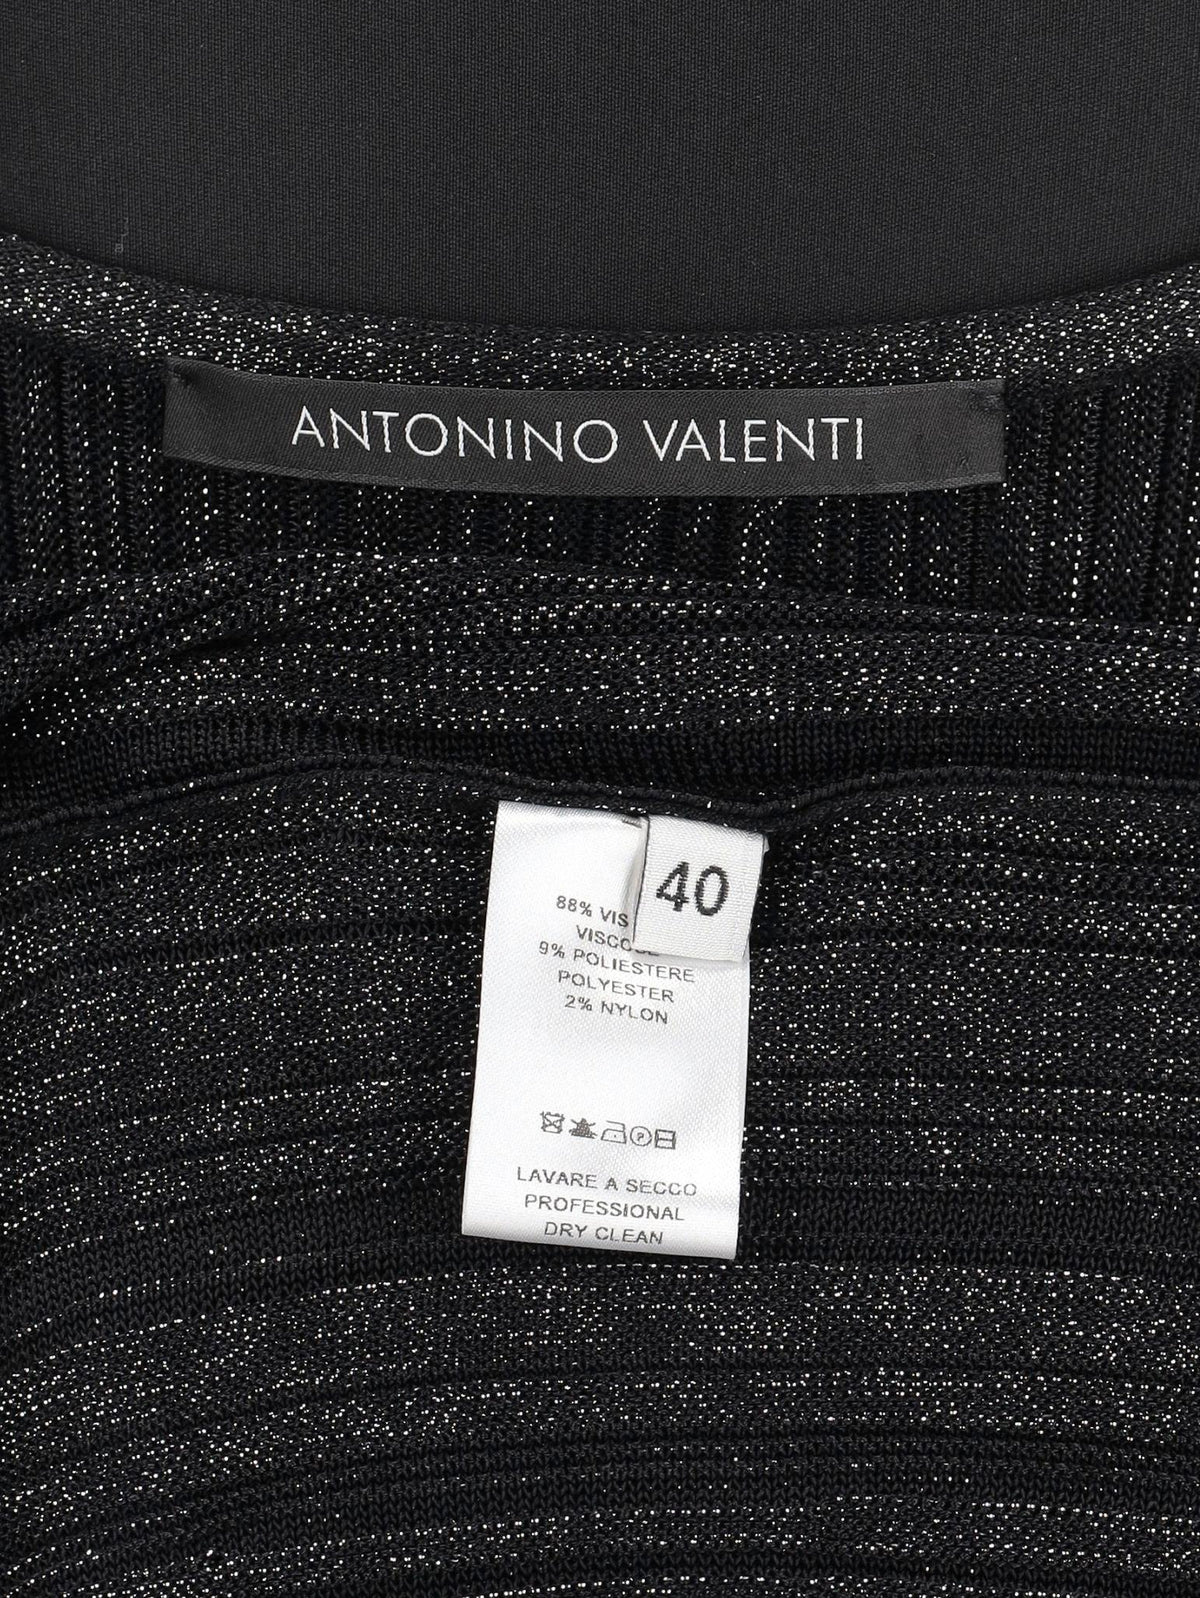 ANTONINO VALENTI
40
88% VIS
VISCOSE
9% POLIESTERE
POLYESTER
2% NYLON
P
LAVARE A SECCO
PROFESSIONAL
DRY CLEAN